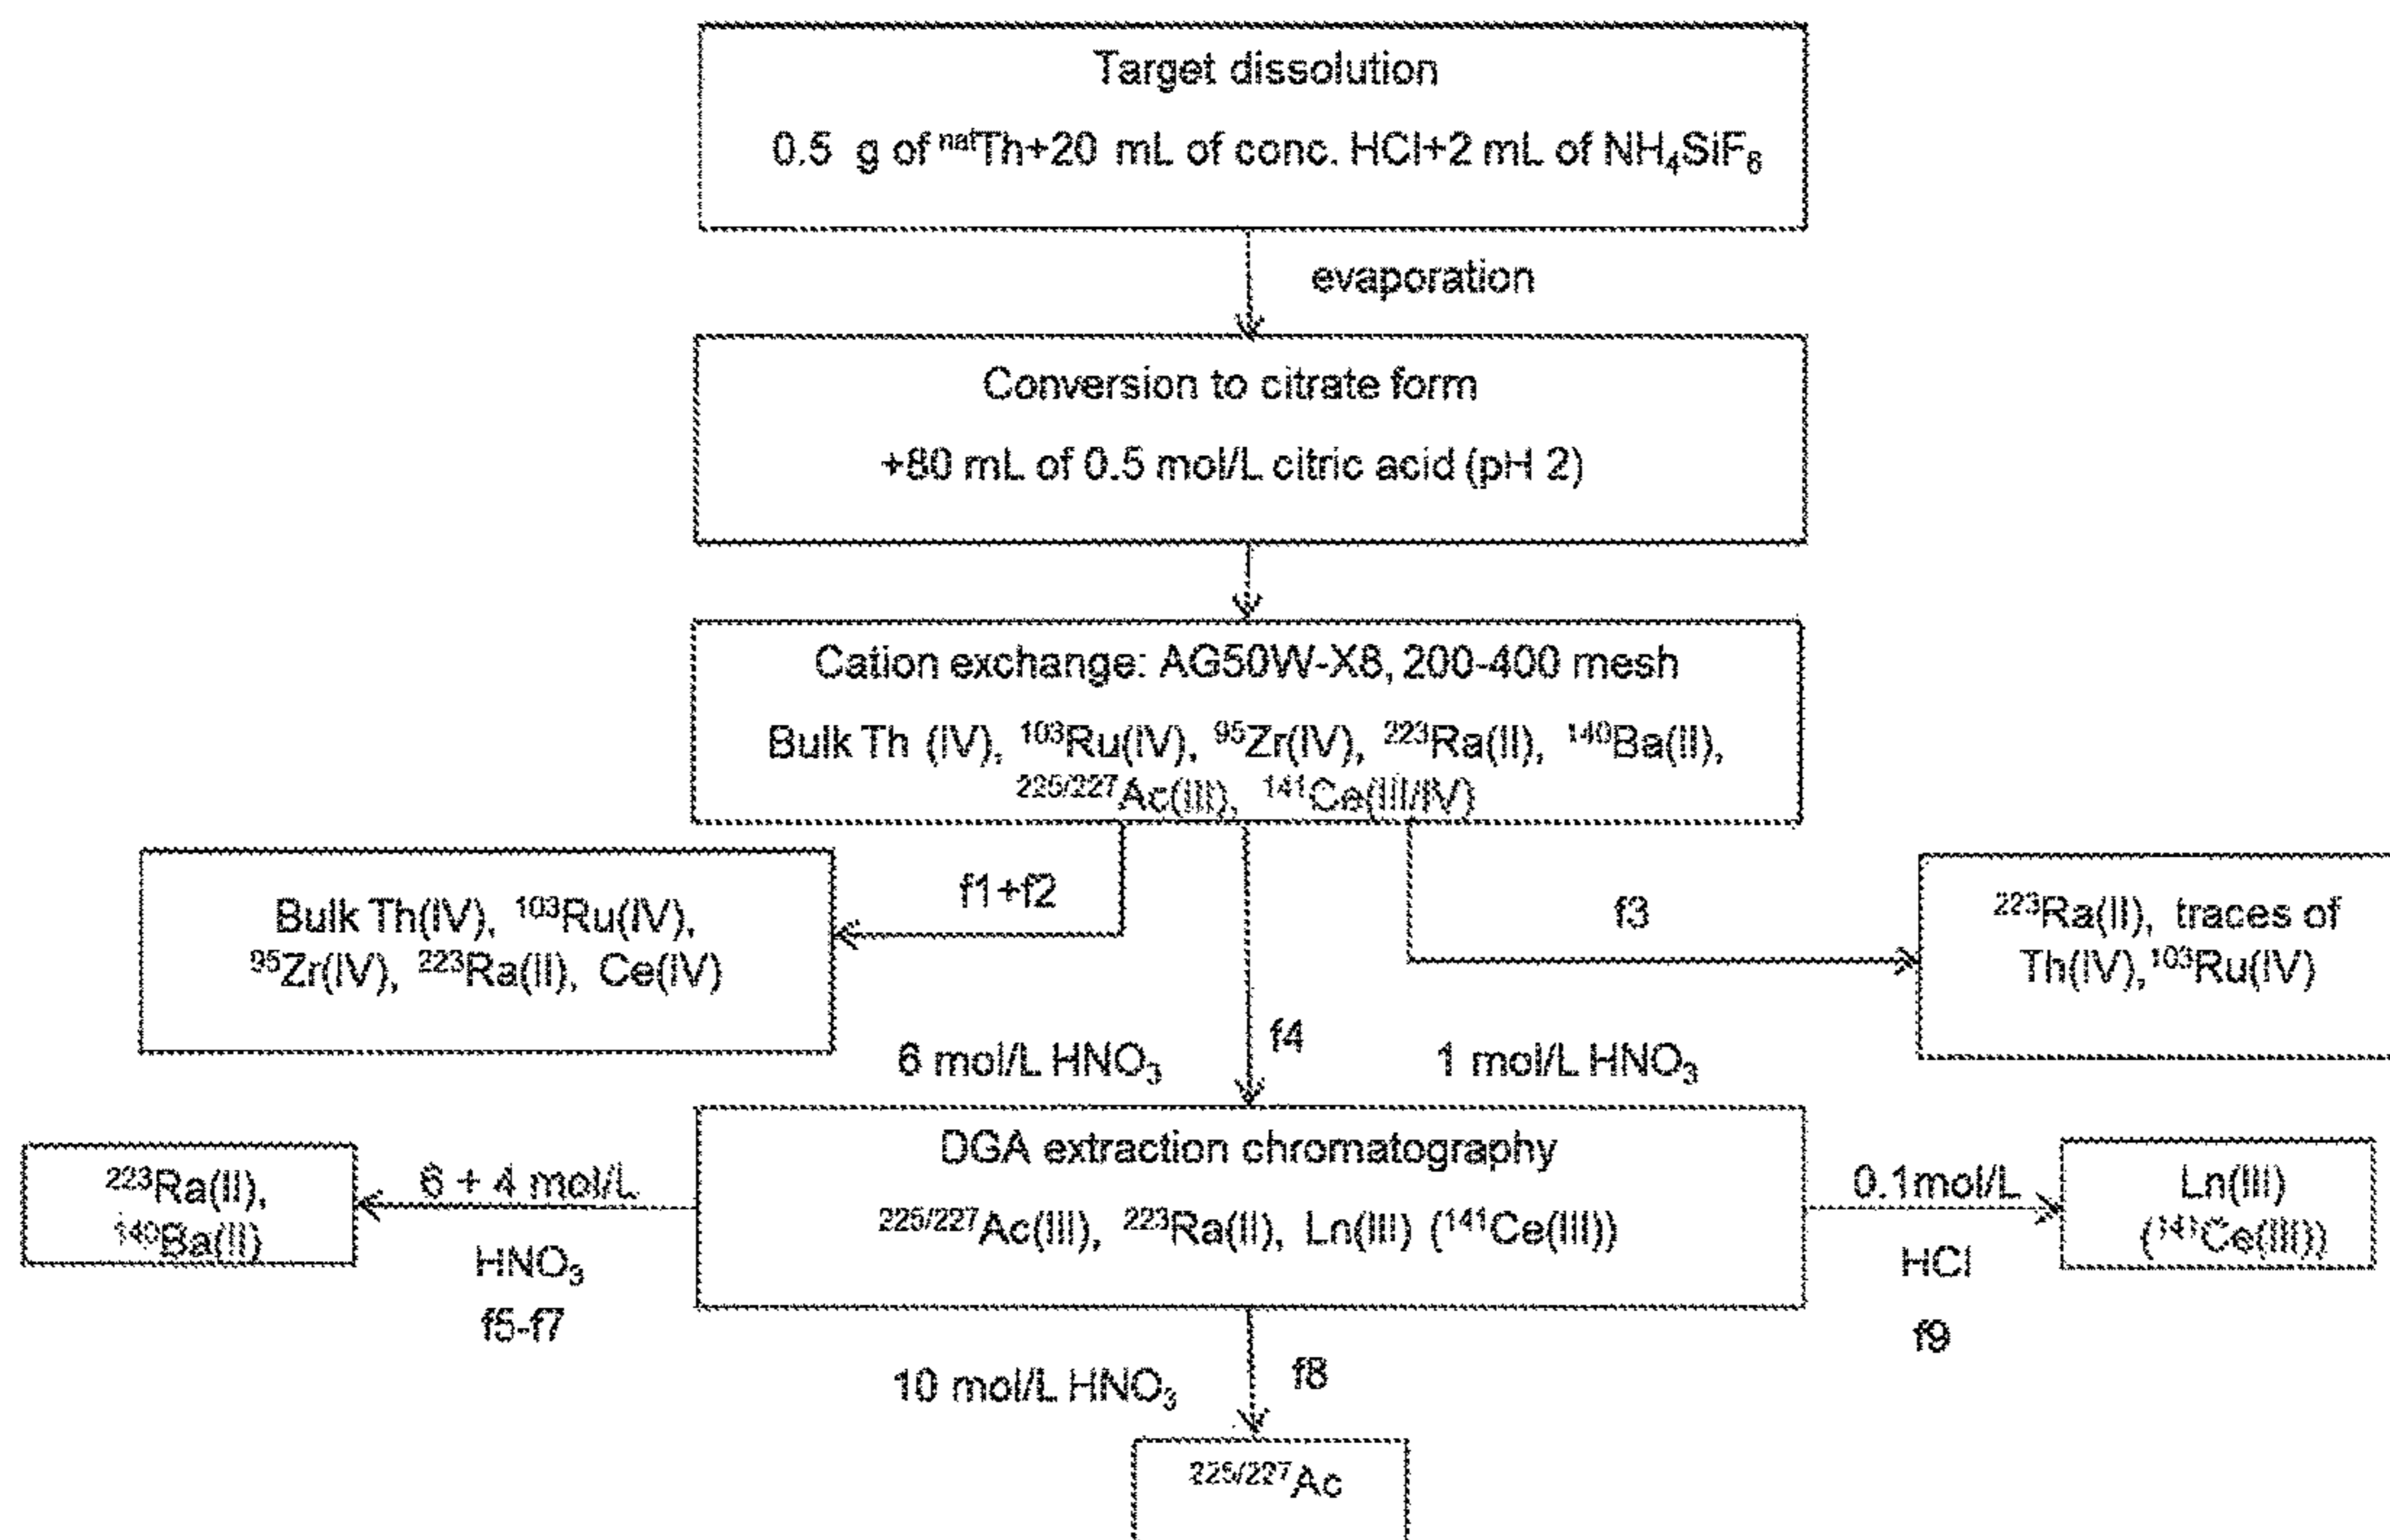 Target dissolution
0.5 g of ⁿᵃᵗTh+20 mL of conc. HCl+2 mL of NH₄SiF₆
evaporation
Conversion to citrate form
+80 mL of 0.5 mol/L citric acid (pH 2)
Cation exchange: AG50W-X8, 200-400 mesh
Bulk Th (IV), ¹⁰³Ru(IV), ⁹⁵Zr(IV), ²²³Ra(II), ¹⁴⁰Ba(II),
²²⁵/²²⁷Ac(III), ¹⁴¹Ce(III/IV)
f1+f2
f3
Bulk Th(IV), ¹⁰³Ru(IV),
⁹⁵Zr(IV), ²²³Ra(II), Ce(IV)
²²³Ra(II), traces of
Th(IV),¹⁰³Ru(IV)
6 mol/L HNO₃
f4
1 mol/L HNO₃
DGA extraction chromatography
²²⁵/²²⁷Ac(III), ²²³Ra(II), Ln(III) (¹⁴¹Ce(III))
²²³Ra(II),
¹⁴⁰Ba(II)
6 + 4 mol/L
HNO₃
f5-f7
0.1mol/L
HCl
f9
Ln(III)
(¹⁴¹Ce(III))
10 mol/L HNO₃
f8
²²⁵/²²⁷Ac